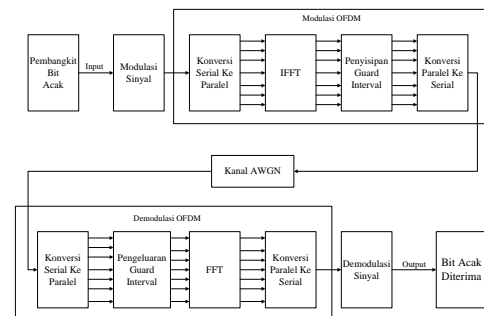 Modulasi OFDM
Pembangkit
Bit
Acak
Input
Modulasi
Sinyal
Konversi
Serial Ke
Paralel
IFFT
Penyisipan
Guard
Interval
Konversi
Paralel Ke
Serial
Kanal AWGN
Demodulasi OFDM
Konversi
Serial Ke
Paralel
Pengeluaran
Guard
Interval
FFT
Konversi
Paralel Ke
Serial
Demodulasi
Sinyal
Output
Bit Acak
Diterima